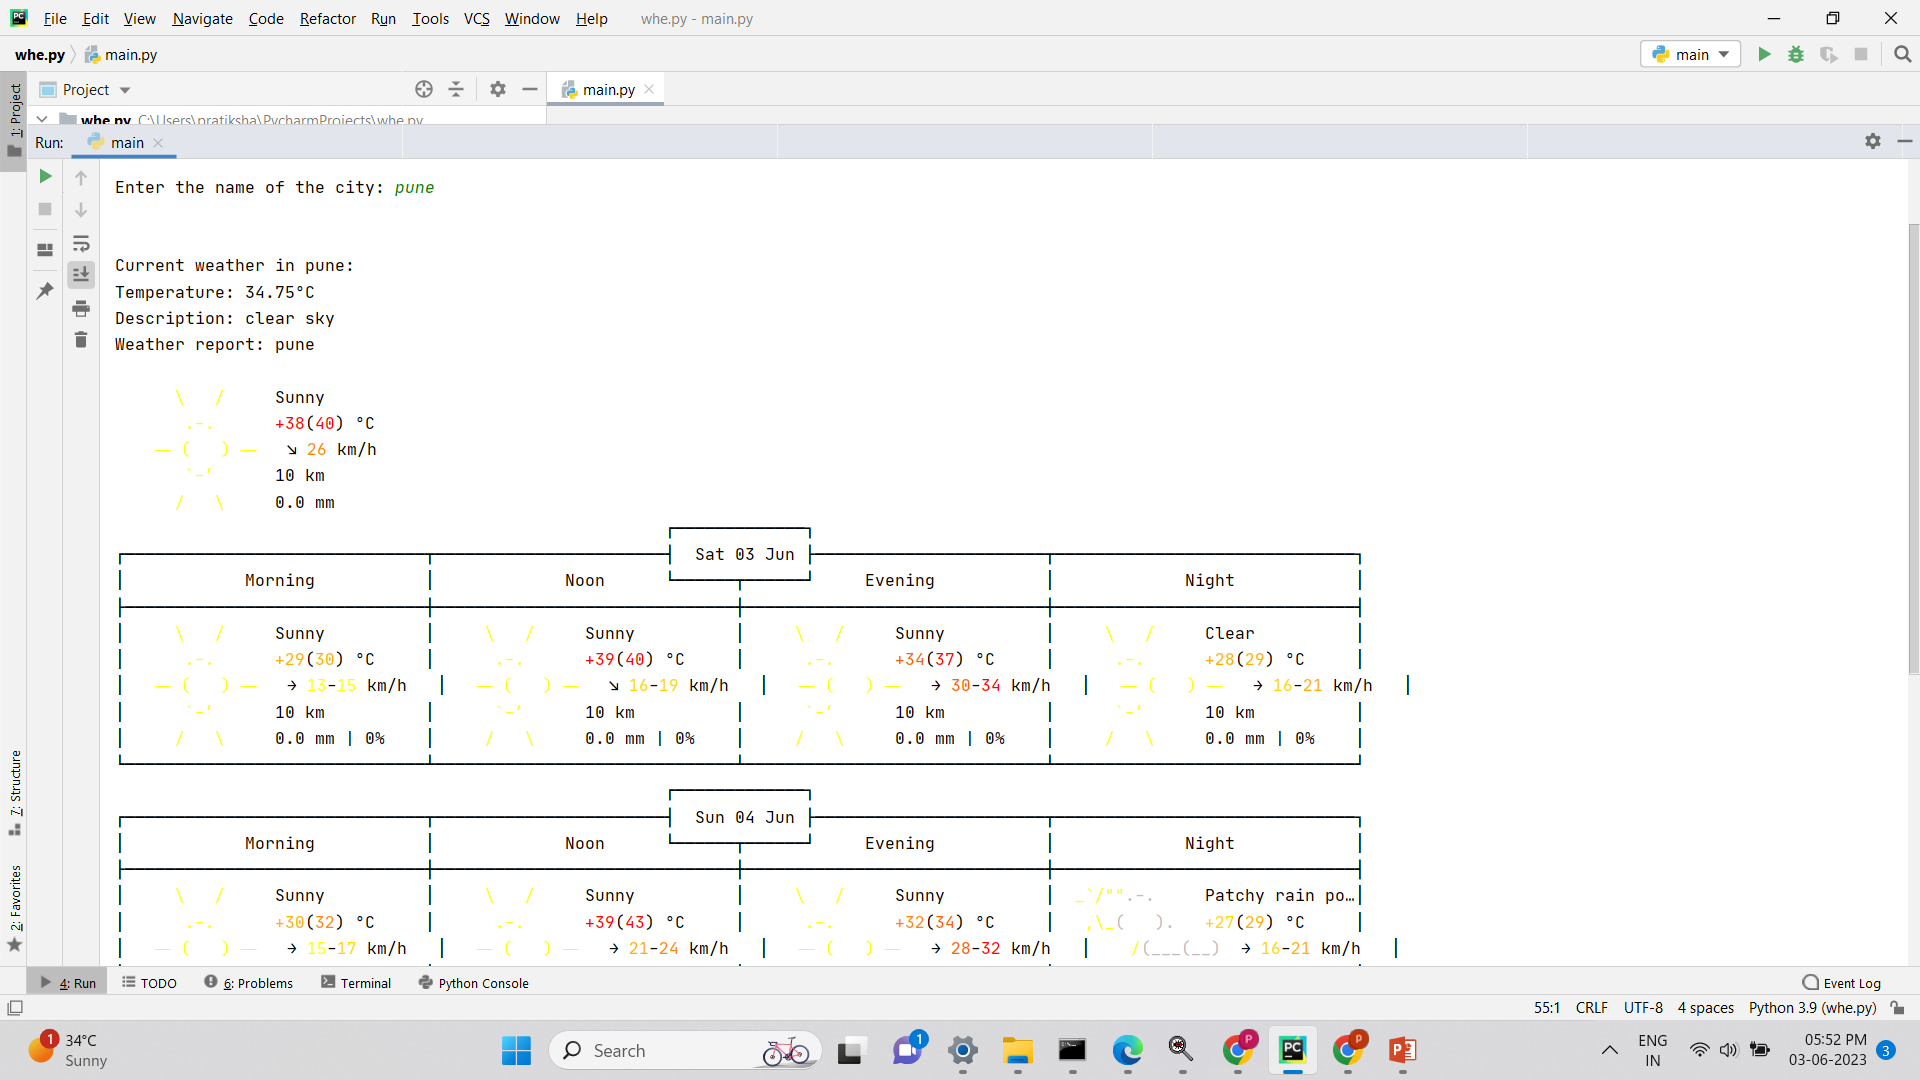 File Edit View Navigate Code Refactor Run Tools VCS Window Help whe.py - main.py
whe.py main.py main
1: Project
Project main.py
whe.py C:\Users\pratiksha\PycharmProjects\whe.py
Run: main
Enter the name of the city: pune
Current weather in pune:
Temperature: 34.75°C
Description: clear sky
Weather report: pune
\ / Sunny
.-. +38(40) °C
― ( ) ― ↘ 26 km/h
`-’ 10 km
/ \ 0.0 mm
Sat 03 Jun
Morning Noon Evening Night
\ / Sunny \ / Sunny \ / Sunny \ / Clear
.-. +29(30) °C .-. +39(40) °C .-. +34(37) °C .-. +28(29) °C
― ( ) ― → 13-15 km/h ― ( ) ― ↘ 16-19 km/h ― ( ) ― → 30-34 km/h ― ( ) ― → 16-21 km/h
`-’ 10 km `-’ 10 km `-’ 10 km `-’ 10 km
/ \ 0.0 mm | 0% / \ 0.0 mm | 0% / \ 0.0 mm | 0% / \ 0.0 mm | 0%
Sun 04 Jun
Morning Noon Evening Night
\ / Sunny \ / Sunny \ / Sunny _`/"".-. Patchy rain po…
.-. +30(32) °C .-. +39(43) °C .-. +32(34) °C ,\_( ). +27(29) °C
― ( ) ― → 15-17 km/h ― ( ) ― → 21-24 km/h ― ( ) ― → 28-32 km/h /(___(__) → 16-21 km/h
7: Structure
2: Favorites
4: Run TODO 6: Problems Terminal Python Console Event Log
55:1 CRLF UTF-8 4 spaces Python 3.9 (whe.py)
1 34°C
Sunny
Search
1
P
PC
P
ENG
IN
05:52 PM
03-06-2023
3